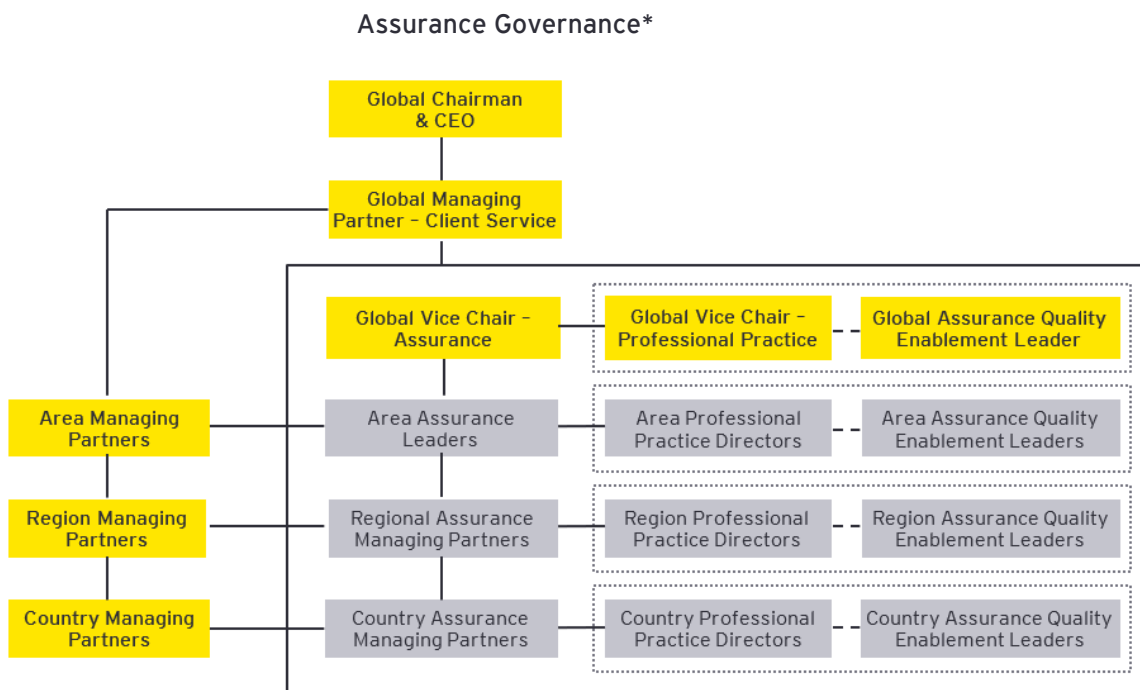 Assurance Governance*
Global Chairman
& CEO
Global Managing
Partner – Client Service
Global Vice Chair –
Assurance
Global Vice Chair –
Professional Practice
Global Assurance Quality
Enablement Leader
Area Managing
Partners
Area Assurance
Leaders
Area Professional
Practice Directors
Area Assurance Quality
Enablement Leaders
Region Managing
Partners
Regional Assurance
Managing Partners
Region Professional
Practice Directors
Region Assurance Quality
Enablement Leaders
Country Managing
Partners
Country Assurance
Managing Partners
Country Professional
Practice Directors
Country Assurance Quality
Enablement Leaders